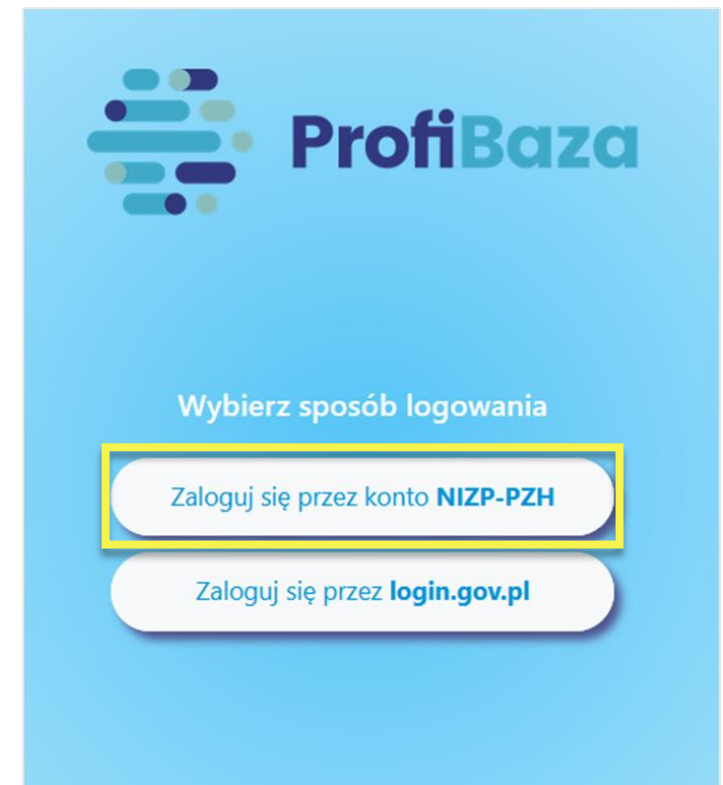 ProfiBaza
Wybierz sposób logowania
Zaloguj się przez konto NIZP-PZH
Zaloguj się przez login.gov.pl